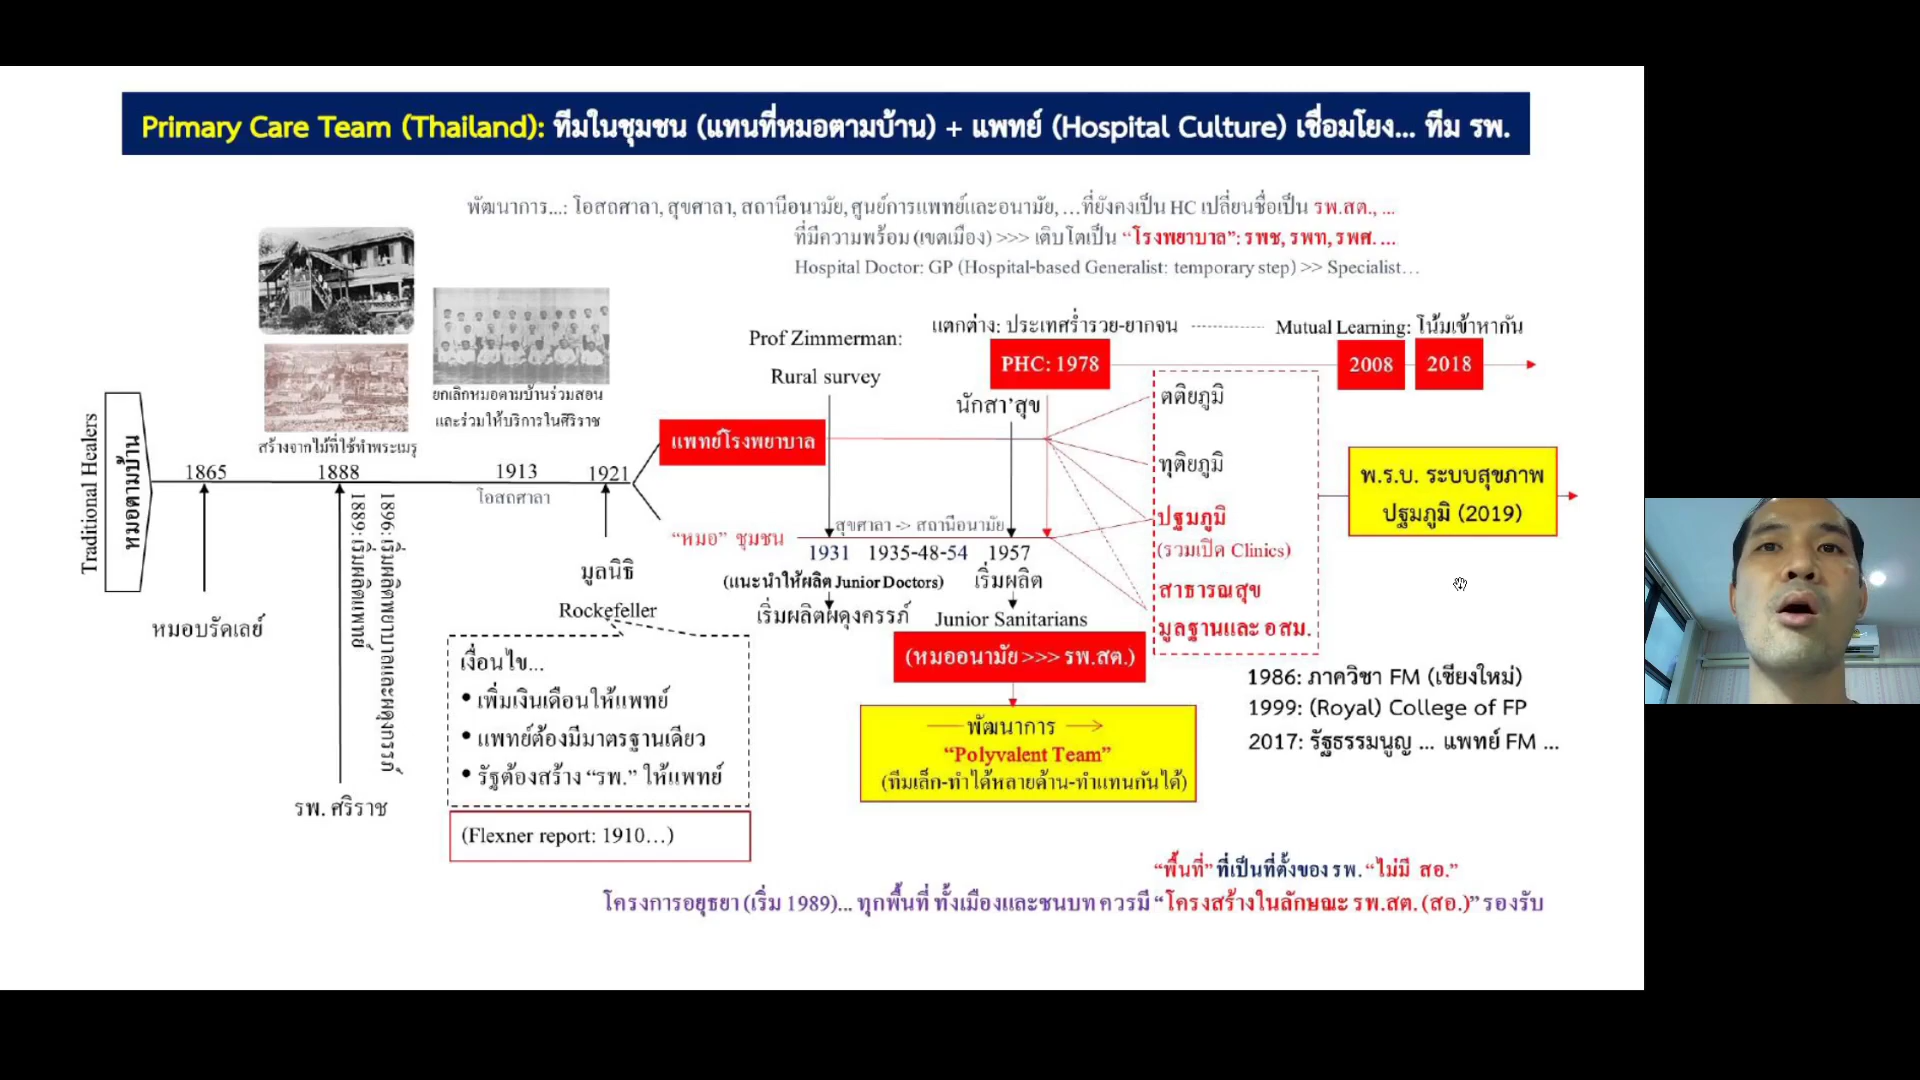 Primary Care Team (Thailand): ทีมในชุมชน (แทนที่หมอตามบ้าน) + แพทย์ (Hospital Culture) เชื่อมโยง... ทีม รพ.
พัฒนาการ...: โอสถศาลา, สุขศาลา, สถานีอนามัย, ศูนย์การแพทย์และอนามัย, …ที่ยังคงเป็น HC เปลี่ยนชื่อเป็น รพ.สต., ...
ที่มีความพร้อม (เขตเมือง) >>> เติบโตเป็น “โรงพยาบาล”: รพช, รพท, รพศ. ...
Hospital Doctor: GP (Hospital-based Generalist: temporary step) >> Specialist…
แตกต่าง: ประเทศร่ำรวย-ยากจน
Mutual Learning: โน้มเข้าหากัน
Prof Zimmerman:
Rural survey
PHC: 1978
2008
2018
นักสา’สุข
ยกเลิกหมอตามบ้านร่วมสอน
และร่วมให้บริการในศิริราช
สร้างจากไม้ที่ใช้ทำพระเมรุ
Traditional Healers
หมอตามบ้าน
1865
1888
1913
1921
โอสถศาลา
หมอบรัดเลย์
1889: เริ่มผลิตแพทย์
1896: เริ่มผลิตพยาบาลและผดุงครรภ์
รพ. ศริราช
มูลนิธิ
Rockefeller
เงื่อนไข...
• เพิ่มเงินเดือนให้แพทย์
• แพทย์ต้องมีมาตรฐานเดียว
• รัฐต้องสร้าง “รพ.” ให้แพทย์
(Flexner report: 1910…)
แพทย์โรงพยาบาล
“หมอ” ชุมชน
สุขศาลา -> สถานีอนามัย
1931
1935-48-54
1957
(แนะนำให้ผลิต Junior Doctors)
เริ่มผลิต
เริ่มผลิตผดุงครรภ์
Junior Sanitarians
(หมออนามัย>>> รพ.สต.)
พัฒนาการ
“Polyvalent Team”
(ทีมเล็ก-ทำได้หลายด้าน-ทำแทนกันได้)
ตติยภูมิ
ทุติยภูมิ
ปฐมภูมิ
(รวมเปิด Clinics)
สาธารณสุข
มูลฐานและ อสม.
พ.ร.บ. ระบบสุขภาพ
ปฐมภูมิ (2019)
1986: ภาควิชา FM (เชียงใหม่)
1999: (Royal) College of FP
2017: รัฐธรรมนูญ ... แพทย์ FM ...
“พื้นที่” ที่เป็นที่ตั้งของ รพ. “ไม่มี สอ.”
โครงการอยุธยา (เริ่ม 1989)... ทุกพื้นที่ ทั้งเมืองและชนบท ควรมี “โครงสร้างในลักษณะ รพ.สต. (สอ.)” รองรับ